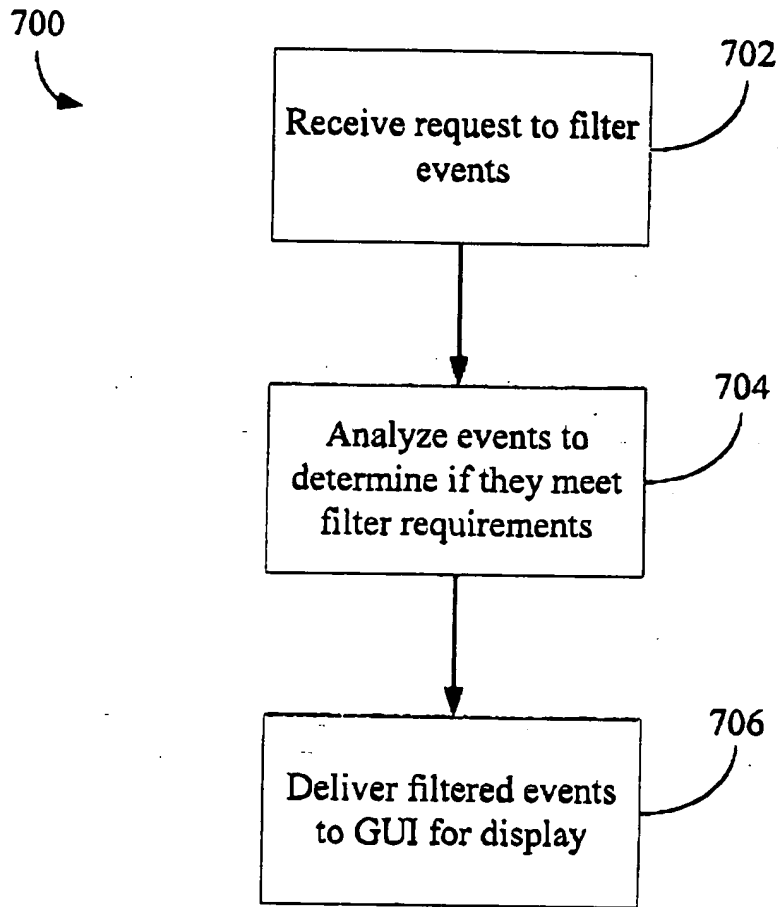 700
702
Receive request to filter
events
704
Analyze events to
determine if they meet
filter requirements
706
Deliver filtered events
to GUI for display